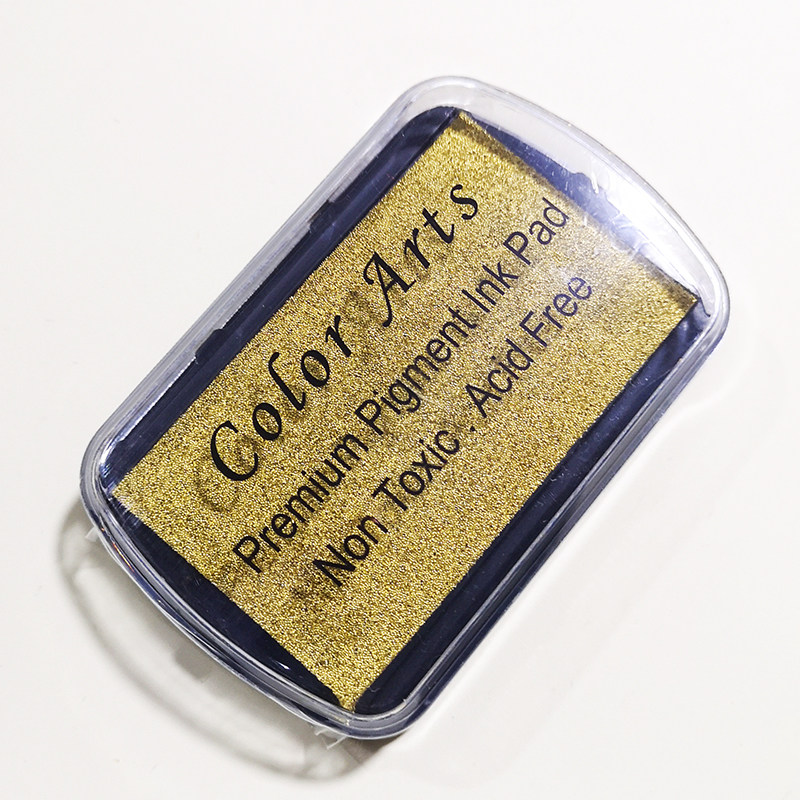 Color Arts
Premium Pigment Ink Pad
Non Toxic . Acid Free